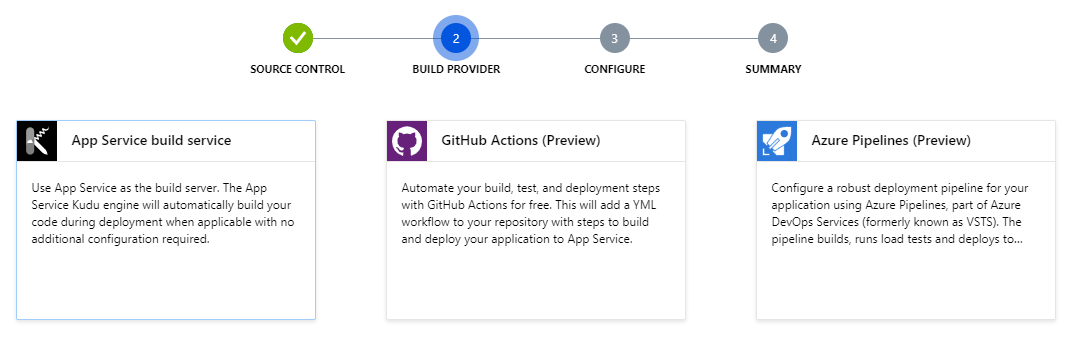 2
3
4
SOURCE CONTROL
BUILD PROVIDER
CONFIGURE
SUMMARY
App Service build service
Use App Service as the build server. The App
Service Kudu engine will automatically build your
code during deployment when applicable with no
additional configuration required.
GitHub Actions (Preview)
Automate your build, test, and deployment steps
with GitHub Actions for free. This will add a YML
workflow to your repository with steps to build
and deploy your application to App Service.
Azure Pipelines (Preview)
Configure a robust deployment pipeline for your
application using Azure Pipelines, part of Azure
DevOps Services (formerly known as VSTS). The
pipeline builds, runs load tests and deploys to...